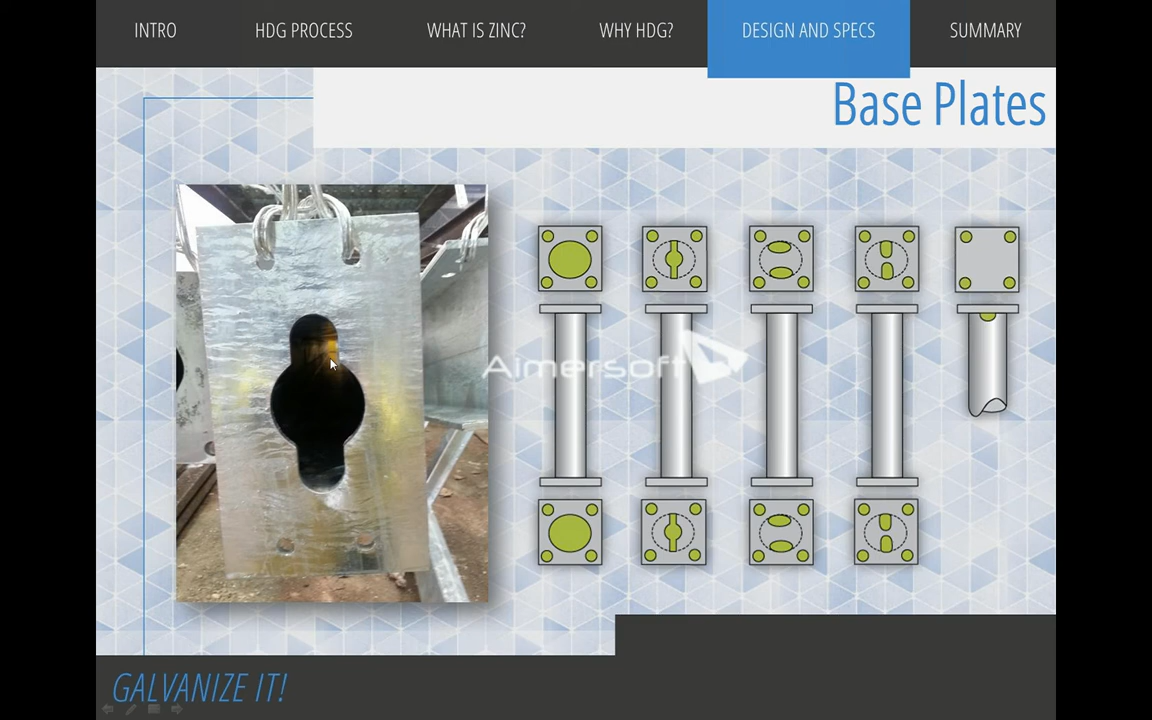 INTRO
HDG PROCESS
WHAT IS ZINC?
WHY HDG?
DESIGN AND SPECS
SUMMARY
Base Plates
Aimersoft
GALVANIZE IT!